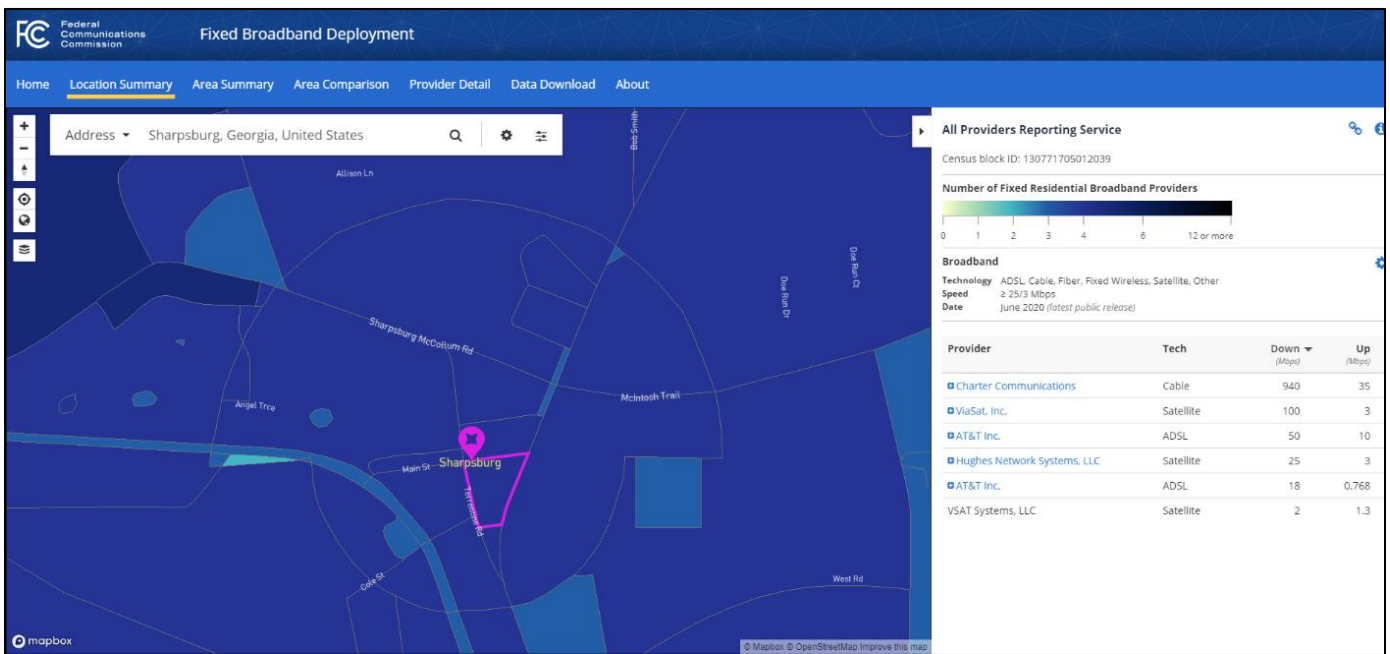 Federal
Communications
Commission
Fixed Broadband Deployment
Home Location Summary Area Summary Area Comparison Provider Detail Data Download About
Address Sharpsburg, Georgia, United States
Bob Smith
Allison Ln
Doe Run Ct
Doe Run Dr
Sharpsburg McCollum Rd
McIntosh Trail
Angel Trce
Main St
Sharpsburg
Terrentine Rd
Cole St
West Rd
mapbox
© Mapbox © OpenStreetMap Improve this map
All Providers Reporting Service
Census block ID: 130771705012039
Number of Fixed Residential Broadband Providers
0 1 2 3 4 6 12 or more
Broadband
Technology ADSL, Cable, Fiber, Fixed Wireless, Satellite, Other
Speed ≥ 25/3 Mbps
Date June 2020 (latest public release)
Provider Tech Down Up
(Mbps) (Mbps)
Charter Communications Cable 940 35
ViaSat, Inc. Satellite 100 3
AT&T Inc. ADSL 50 10
Hughes Network Systems, LLC Satellite 25 3
AT&T Inc. ADSL 18 0.768
VSAT Systems, LLC Satellite 2 1.3